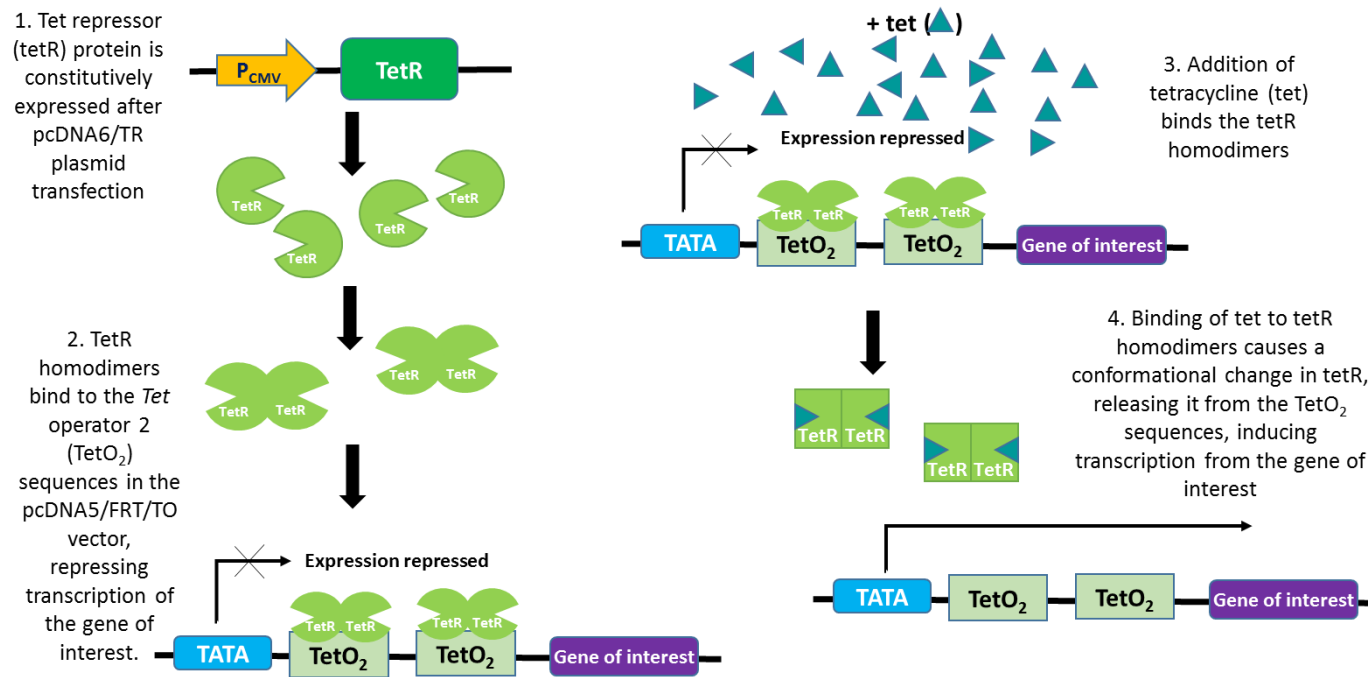 1. Tet repressor
(tetR) protein is
constitutively
expressed after
pcDNA6/TR
plasmid
transfection
P_CMV
TetR
TetR
TetR
TetR
TetR
2. TetR
homodimers
bind to the Tet
operator 2
(TetO₂)
sequences in the
pcDNA5/FRT/TO
vector,
repressing
transcription of
the gene of
interest.
TetR TetR
TetR TetR
Expression repressed
TetR TetR
TetR TetR
TATA
TetO₂
TetO₂
Gene of interest
+ tet ( )
3. Addition of
tetracycline (tet)
binds the tetR
homodimers
Expression repressed
TetR TetR
TetR TetR
TATA
TetO₂
TetO₂
Gene of interest
4. Binding of tet to tetR
homodimers causes a
conformational change in tetR,
releasing it from the TetO₂
sequences, inducing
transcription from the gene of
interest
TetR TetR
TetR TetR
TATA
TetO₂
TetO₂
Gene of interest